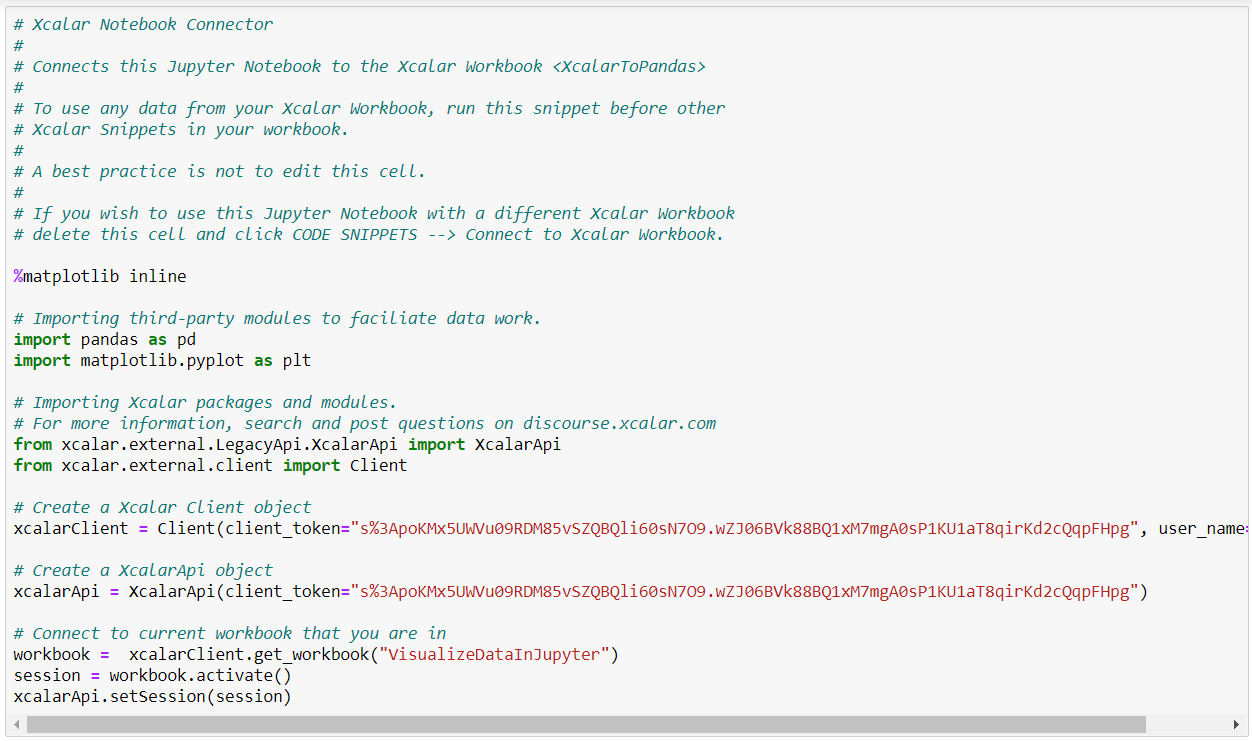 # Xcalar Notebook Connector
#
# Connects this Jupyter Notebook to the Xcalar Workbook <XcalarToPandas>
#
# To use any data from your Xcalar Workbook, run this snippet before other
# Xcalar Snippets in your workbook.
#
# A best practice is not to edit this cell.
#
# If you wish to use this Jupyter Notebook with a different Xcalar Workbook
# delete this cell and click CODE SNIPPETS --> Connect to Xcalar Workbook.
%matplotlib inline
# Importing third-party modules to faciliate data work.
import pandas as pd
import matplotlib.pyplot as plt
# Importing Xcalar packages and modules.
# For more information, search and post questions on discourse.xcalar.com
from xcalar.external.LegacyApi.XcalarApi import XcalarApi
from xcalar.external.client import Client
# Create a Xcalar Client object
xcalarClient = Client(client_token="s%3ApoKMx5UWVu09RDM85vSZQBQli60sN7O9.wZJ06BVk88BQ1xM7mgA0sP1KU1aT8qirKd2cQqpFHpg", user_name=
# Create a XcalarApi object
xcalarApi = XcalarApi(client_token="s%3ApoKMx5UWVu09RDM85vSZQBQli60sN7O9.wZJ06BVk88BQ1xM7mgA0sP1KU1aT8qirKd2cQqpFHpg")
# Connect to current workbook that you are in
workbook =  xcalarClient.get_workbook("VisualizeDataInJupyter")
session = workbook.activate()
xcalarApi.setSession(session)